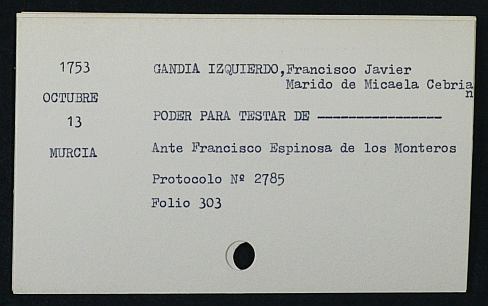 1753 GANDIA IZQUIERDO,Francisco Javier
Marido de Micaela Cebrian
OCTUBRE
13 PODER PARA TESTAR DE ----------------
MURCIA Ante Francisco Espinosa de los Monteros
Protocolo Nº 2785
Folio 303